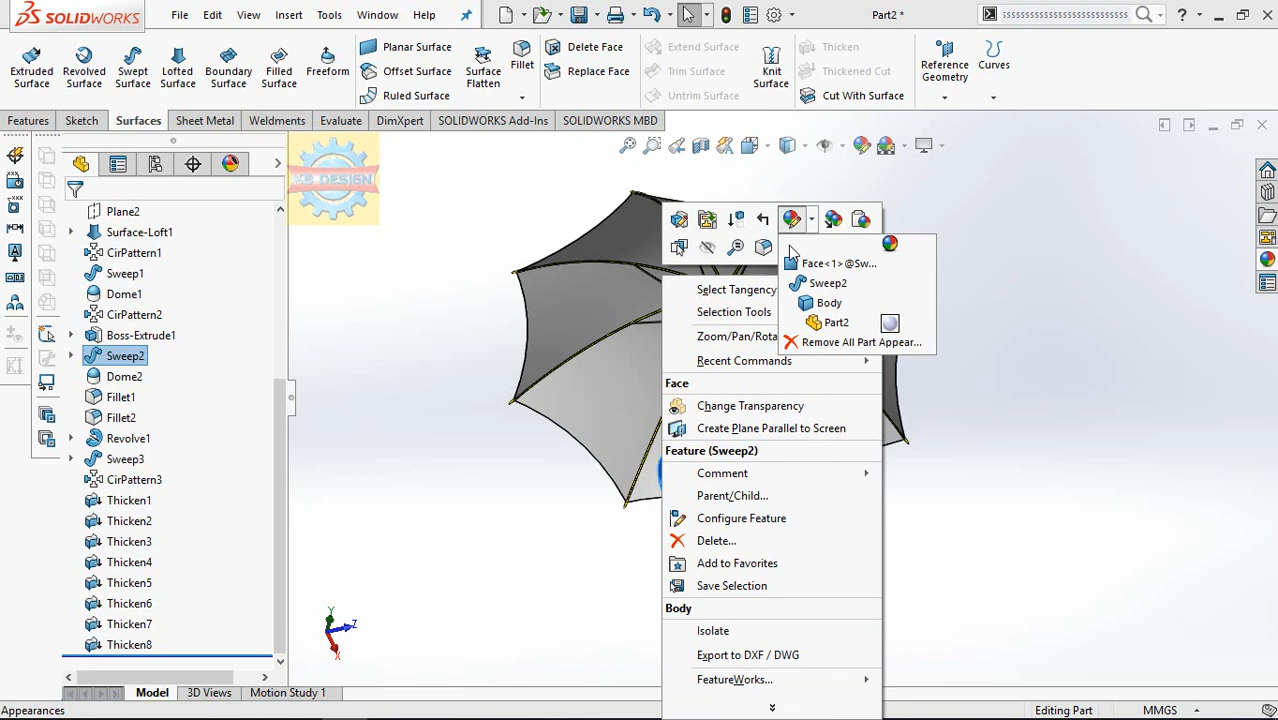 SOLIDWORKS File Edit View Insert Tools Window Help Part2 *
Extruded Surface Revolved Surface Swept Surface Lofted Surface Boundary Surface Filled Surface Freeform
Planar Surface
Offset Surface
Ruled Surface
Surface Flatten
Fillet
Delete Face
Replace Face
Knit Surface
Extend Surface
Trim Surface
Untrim Surface
Thicken
Thickened Cut
Cut With Surface
Reference Geometry
Curves
Features Sketch Surfaces Sheet Metal Weldments Evaluate DimXpert SOLIDWORKS Add-Ins SOLIDWORKS MBD
Plane2
Surface-Loft1
CirPattern1
Sweep1
Dome1
CirPattern2
Boss-Extrude1
Sweep2
Dome2
Fillet1
Fillet2
Revolve1
Sweep3
CirPattern3
Thicken1
Thicken2
Thicken3
Thicken4
Thicken5
Thicken6
Thicken7
Thicken8
DESIGN
Select Tangency
Selection Tools
Zoom/Pan/Rota
Recent Commands
Face
Change Transparency
Create Plane Parallel to Screen
Feature (Sweep2)
Comment
Parent/Child...
Configure Feature
Delete...
Add to Favorites
Save Selection
Body
Isolate
Export to DXF / DWG
FeatureWorks...
Face<1>@Sw...
Sweep2
Body
Part2
Remove All Part Appear...
Y
Z
X
Model 3D Views Motion Study 1
Appearances Editing Part MMGS